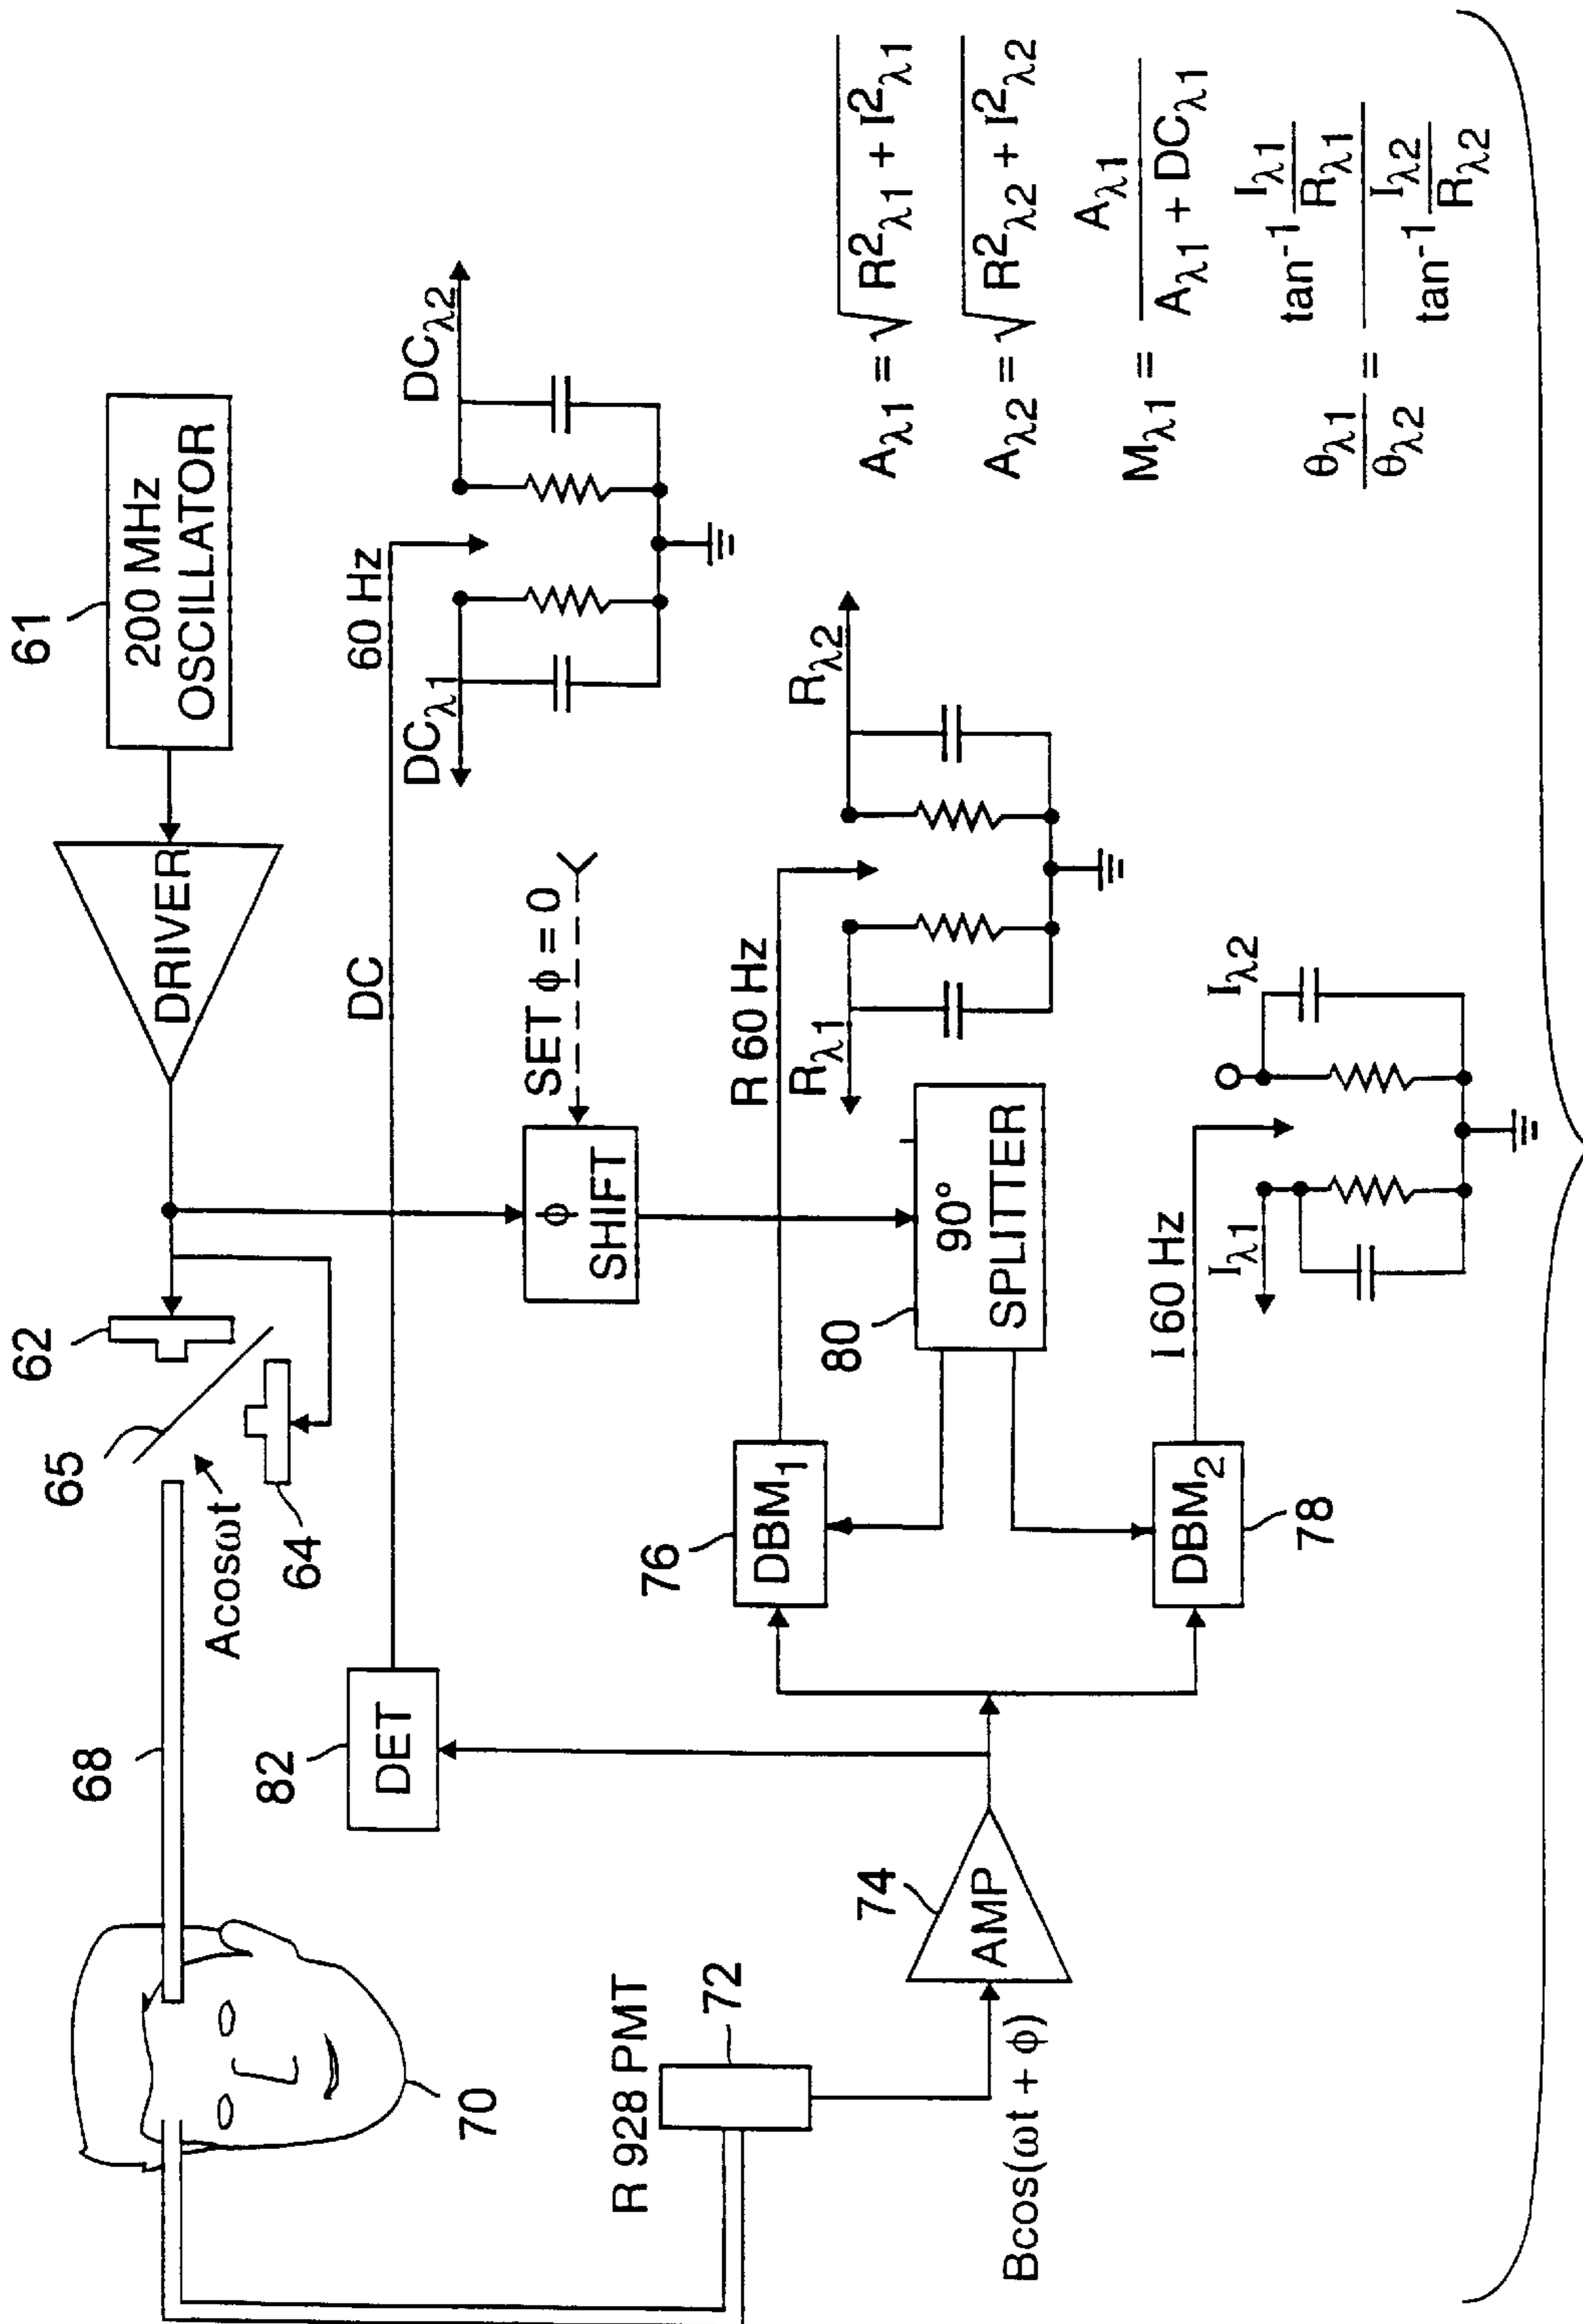 61
200 MHz
OSCILLATOR
DRIVER
62
65
Acosωt
64
68
70
DC
60 Hz
DCλ1
DCλ2
82
DET
SET ϕ = 0
ϕ
SHIFT
R 928 PMT
72
74
AMP
Bcos(ωt + ϕ)
76
DBM1
R 60 Hz
Rλ1
Rλ2
80
90°
SPLITTER
DBM2
78
I 60 Hz
Iλ1
Iλ2
Aλ1 = √R²λ1 + I²λ1
Aλ2 = √R²λ2 + I²λ2
Mλ1 = Aλ1 / Aλ1 + DCλ1
θλ1 / θλ2 = tan⁻¹ Iλ1/Rλ1 / tan⁻¹ Iλ2/Rλ2